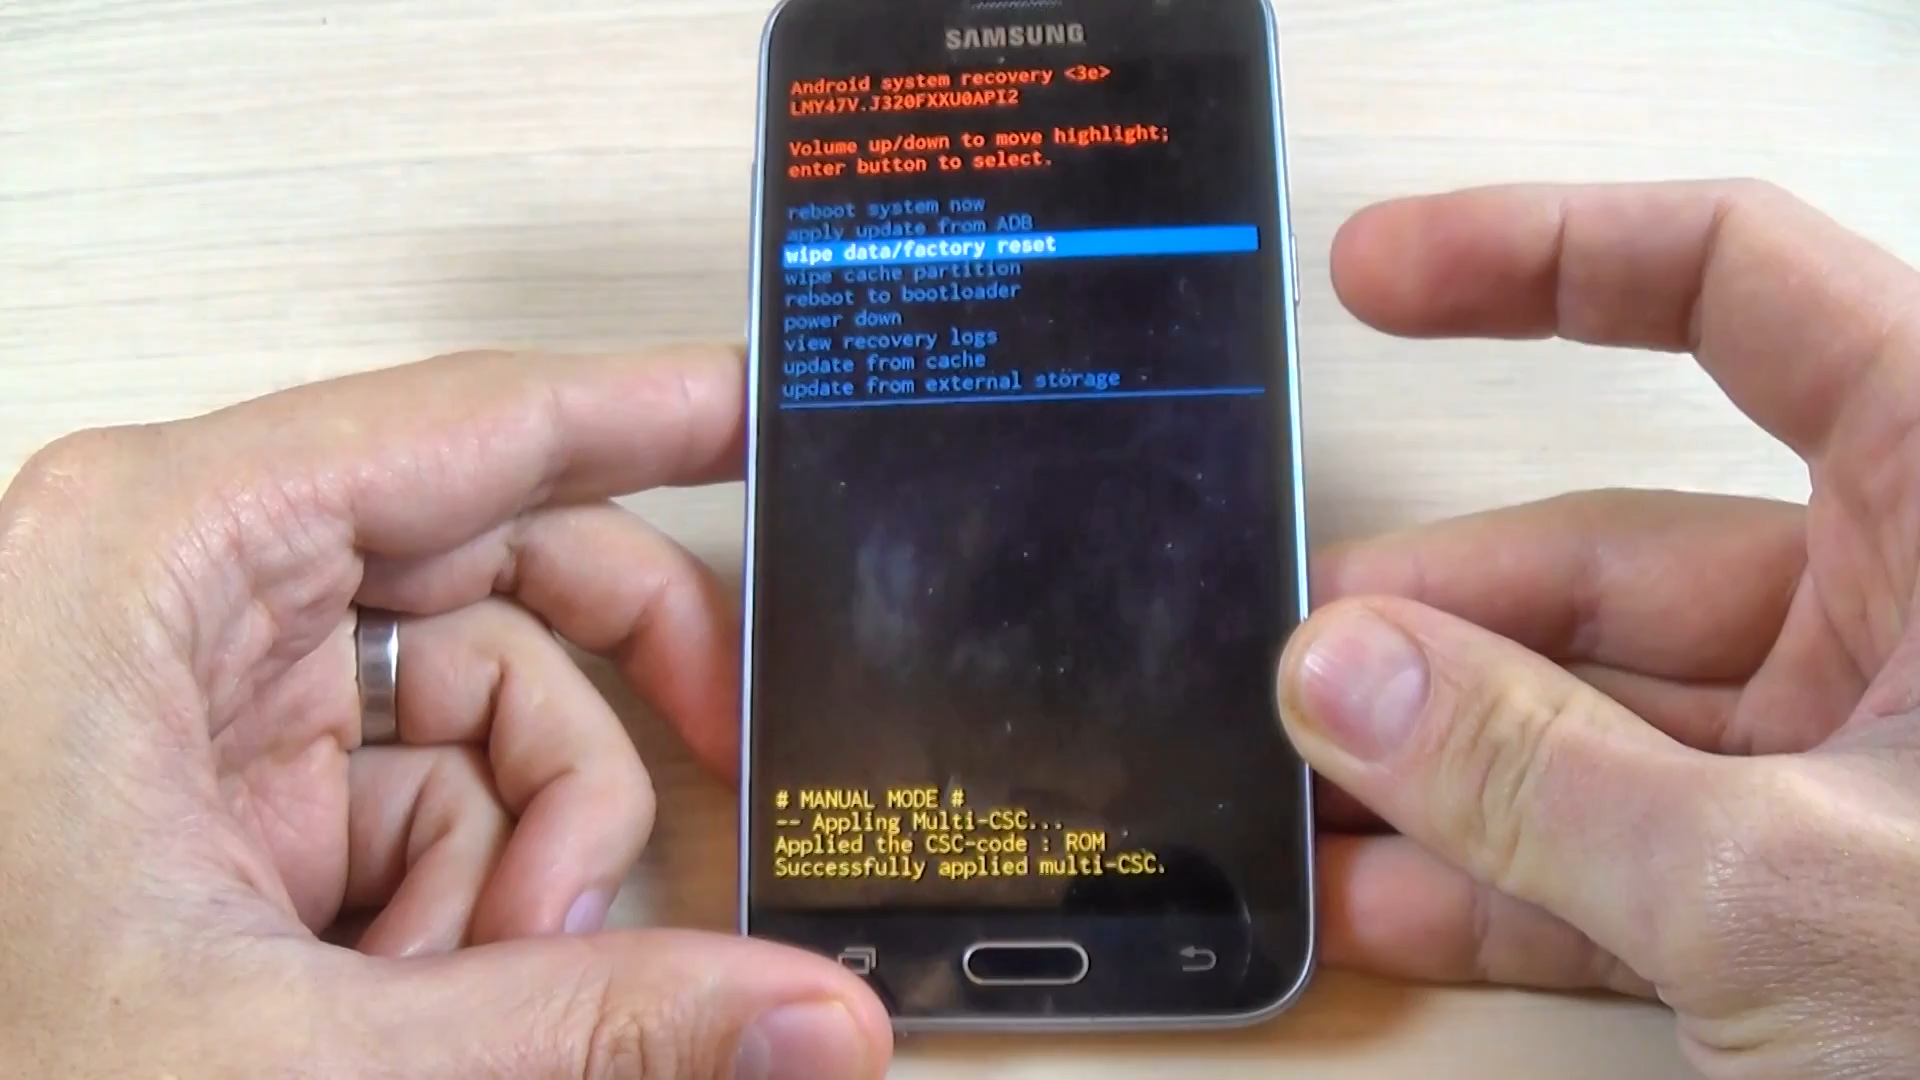 SAMSUNG
Android system recovery <3e>
LMY47V.J320FXXU0API2
Volume up/down to move highlight;
enter button to select.
reboot system now
apply update from ADB
wipe data/factory reset
wipe cache partition
reboot to bootloader
power down
view recovery logs
update from cache
update from external storage
# MANUAL MODE #
-- Appling Multi-CSC...
Applied the CSC-code : ROM
Successfully applied multi-CSC.